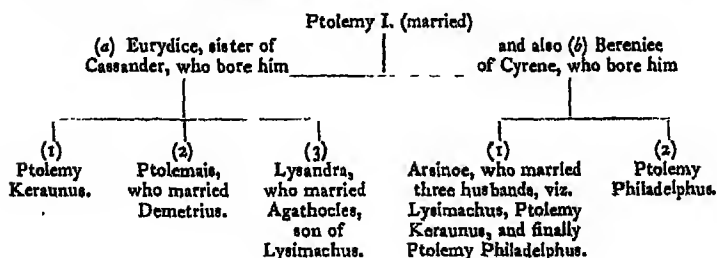 Ptolemy I. (married)
(a) Eurydice, sister of
Cassander, who bore him
and also (b) Berenice
of Cyrene, who bore him
(1)
Ptolemy
Keraunus.
(2)
Ptolemais,
who married
Demetrius.
(3)
Lysandra,
who married
Agathocles,
son of
Lysimachus.
(1)
Arsinoe, who married
three husbands, viz.
Lysimachus, Ptolemy
Keraunus, and finally
Ptolemy Philadelphus.
(2)
Ptolemy
Philadelphus.